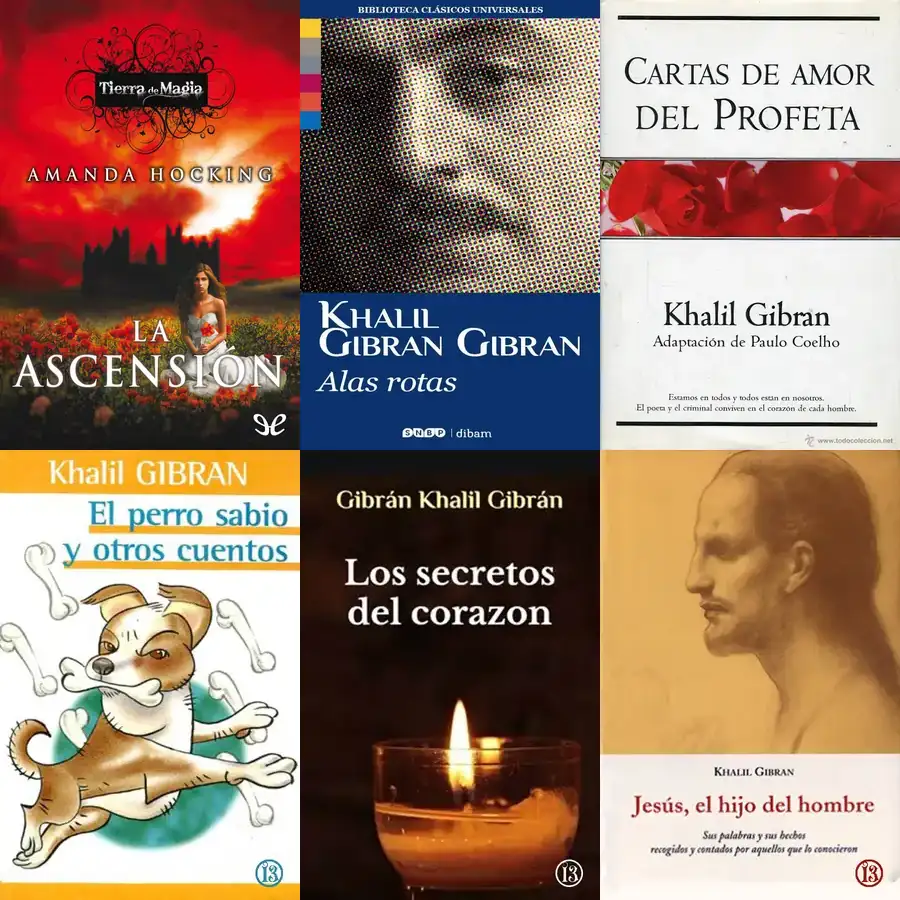 Tierra de Magia
AMANDA HOCKING
LA
ASCENSIÓN
BIBLIOTECA CLÁSICOS UNIVERSALES
KHALIL
GIBRAN GIBRAN
Alas rotas
SNBP | dibam
CARTAS DE AMOR
DEL PROFETA
Khalil Gibran
Adaptación de Paulo Coelho
Estamos en todos y todos están en nosotros.
El poeta y el criminal conviven en el corazón de cada hombre.
www.todocoleccion.net
Khalil GIBRAN
El perro sabio
y otros cuentos
13
Gibrán Khalil Gibrán
Los secretos
del corazon
13
KHALIL GIBRAN
Jesús, el hijo del hombre
Sus palabras y sus hechos
recogidos y contados por aquellos que lo conocieron
13